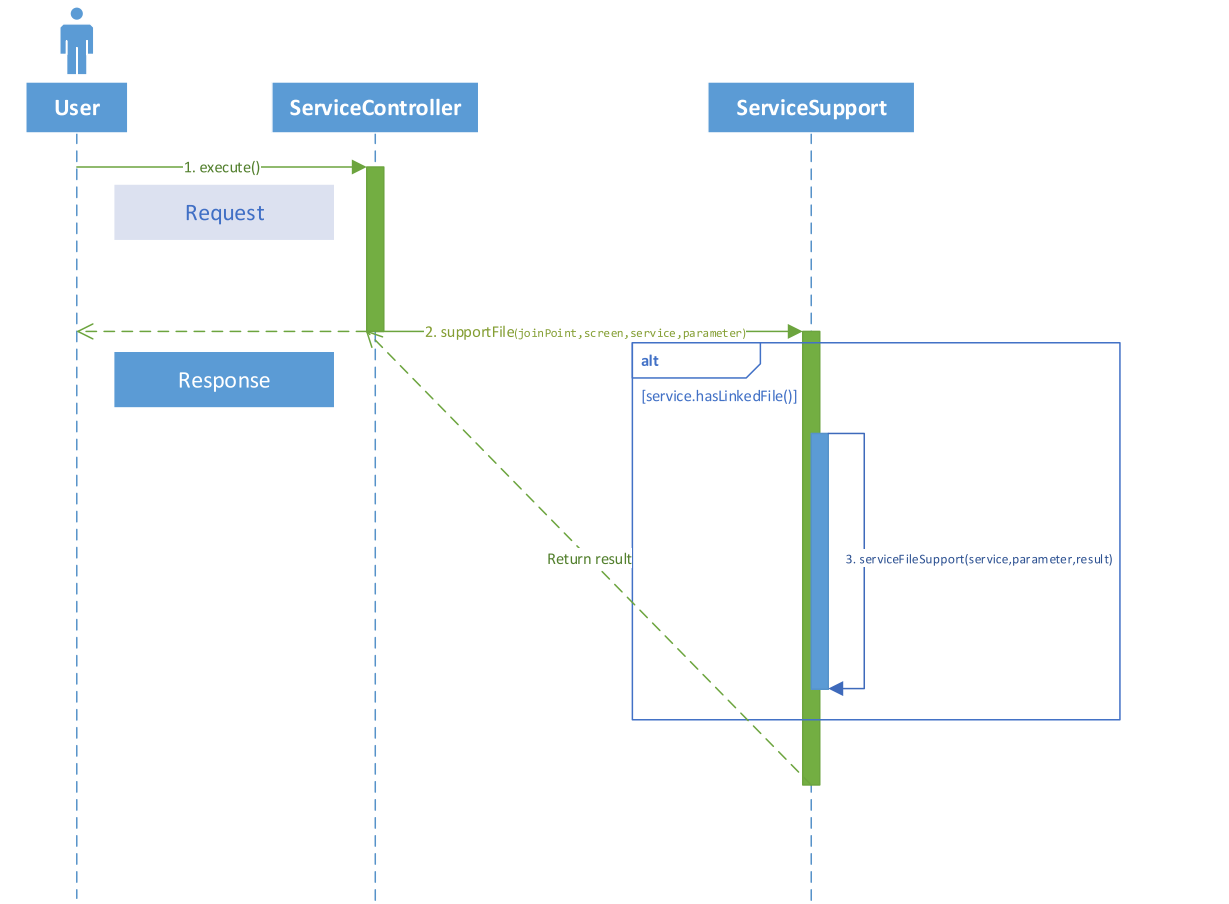 User
ServiceController
ServiceSupport
1. execute()
Request
2. supportFile(joinPoint,screen,service,parameter)
Response
alt
[service.hasLinkedFile()]
Return result
3. serviceFileSupport(service,parameter,result)